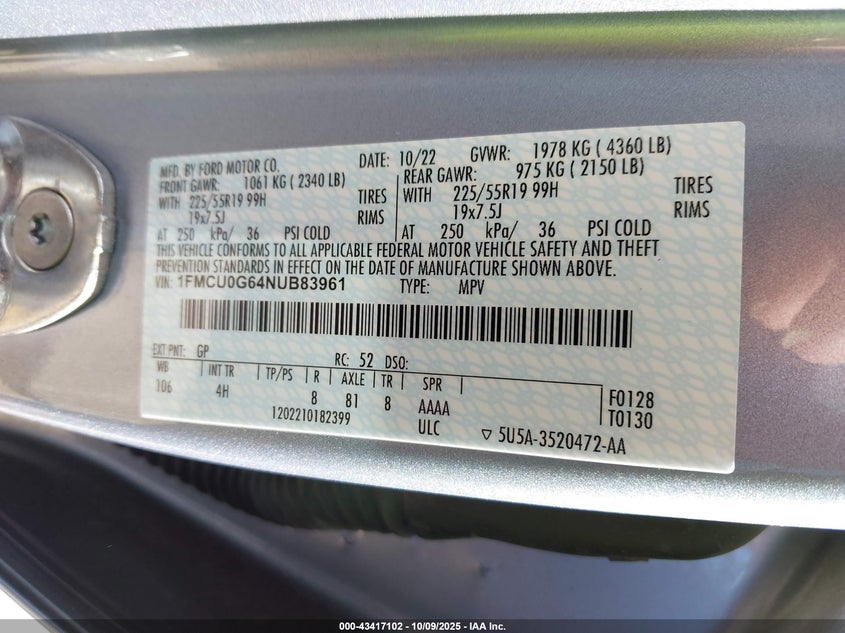 MFD. BY FORD MOTOR CO.
DATE: 10/22 GVWR: 1978 KG ( 4360 LB)
FRONT GAWR: 1061 KG ( 2340 LB)
WITH 225/55R19 99H TIRES
19x7.5J RIMS
AT 250 kPa/ 36 PSI COLD
REAR GAWR: 975 KG ( 2150 LB)
WITH 225/55R19 99H TIRES
19x7.5J RIMS
AT 250 kPa/ 36 PSI COLD
THIS VEHICLE CONFORMS TO ALL APPLICABLE FEDERAL MOTOR VEHICLE SAFETY AND THEFT
PREVENTION STANDARDS IN EFFECT ON THE DATE OF MANUFACTURE SHOWN ABOVE.
VIN: 1FMCU0G64NUB83961 TYPE: MPV
EXT PNT: GP RC: 52 DSO:
WB INT TR TP/PS R AXLE TR SPR
106 4H 8 81 8 AAAA F0128
1202210182399 ULC T0130
▽ 5U5A-3520472-AA
000-43417102 - 10/09/2025 - IAA Inc.